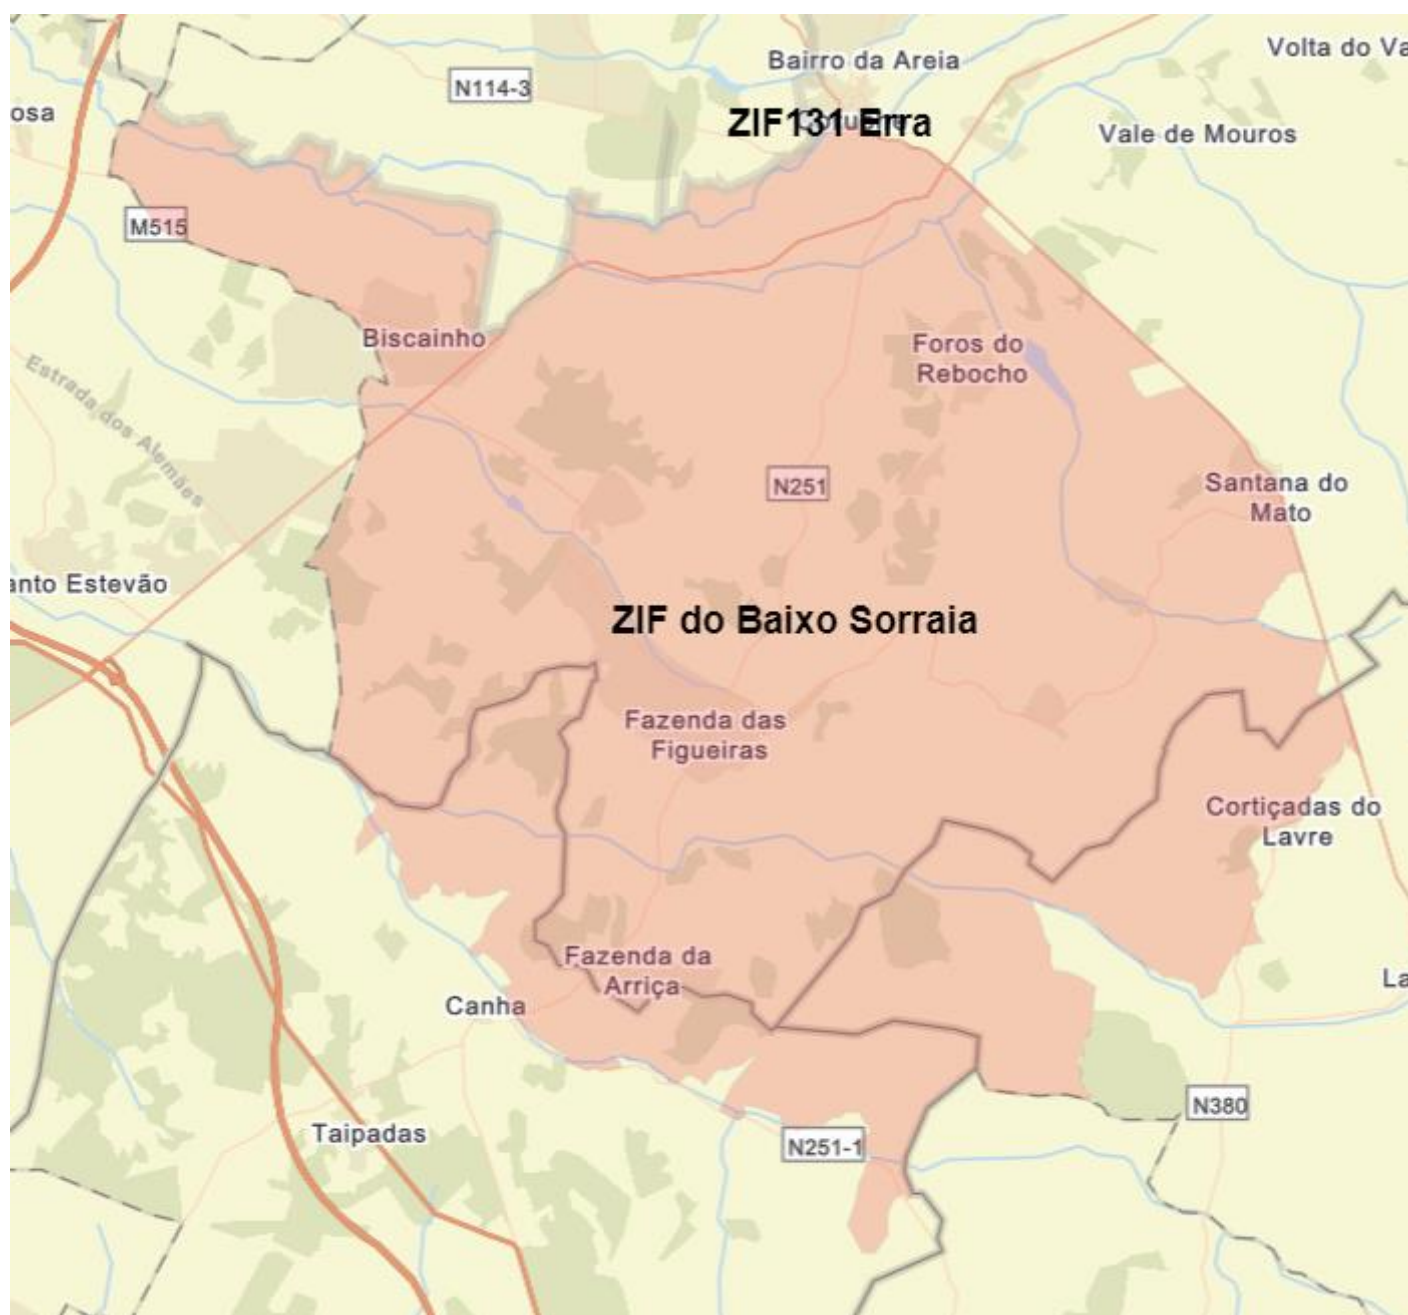 Volta do Va
Bairro da Areia
N114-3
osa
ZIF131 Erra
Vale de Mouros
M515
Biscainho
Foros do
Rebocho
Estrada dos Alemães
N251
Santana do
Mato
anto Estevão
ZIF do Baixo Sorraia
Fazenda das
Figueiras
Cortiçadas do
Lavre
Fazenda da
Arriça
La
Canha
N380
Taipadas
N251-1